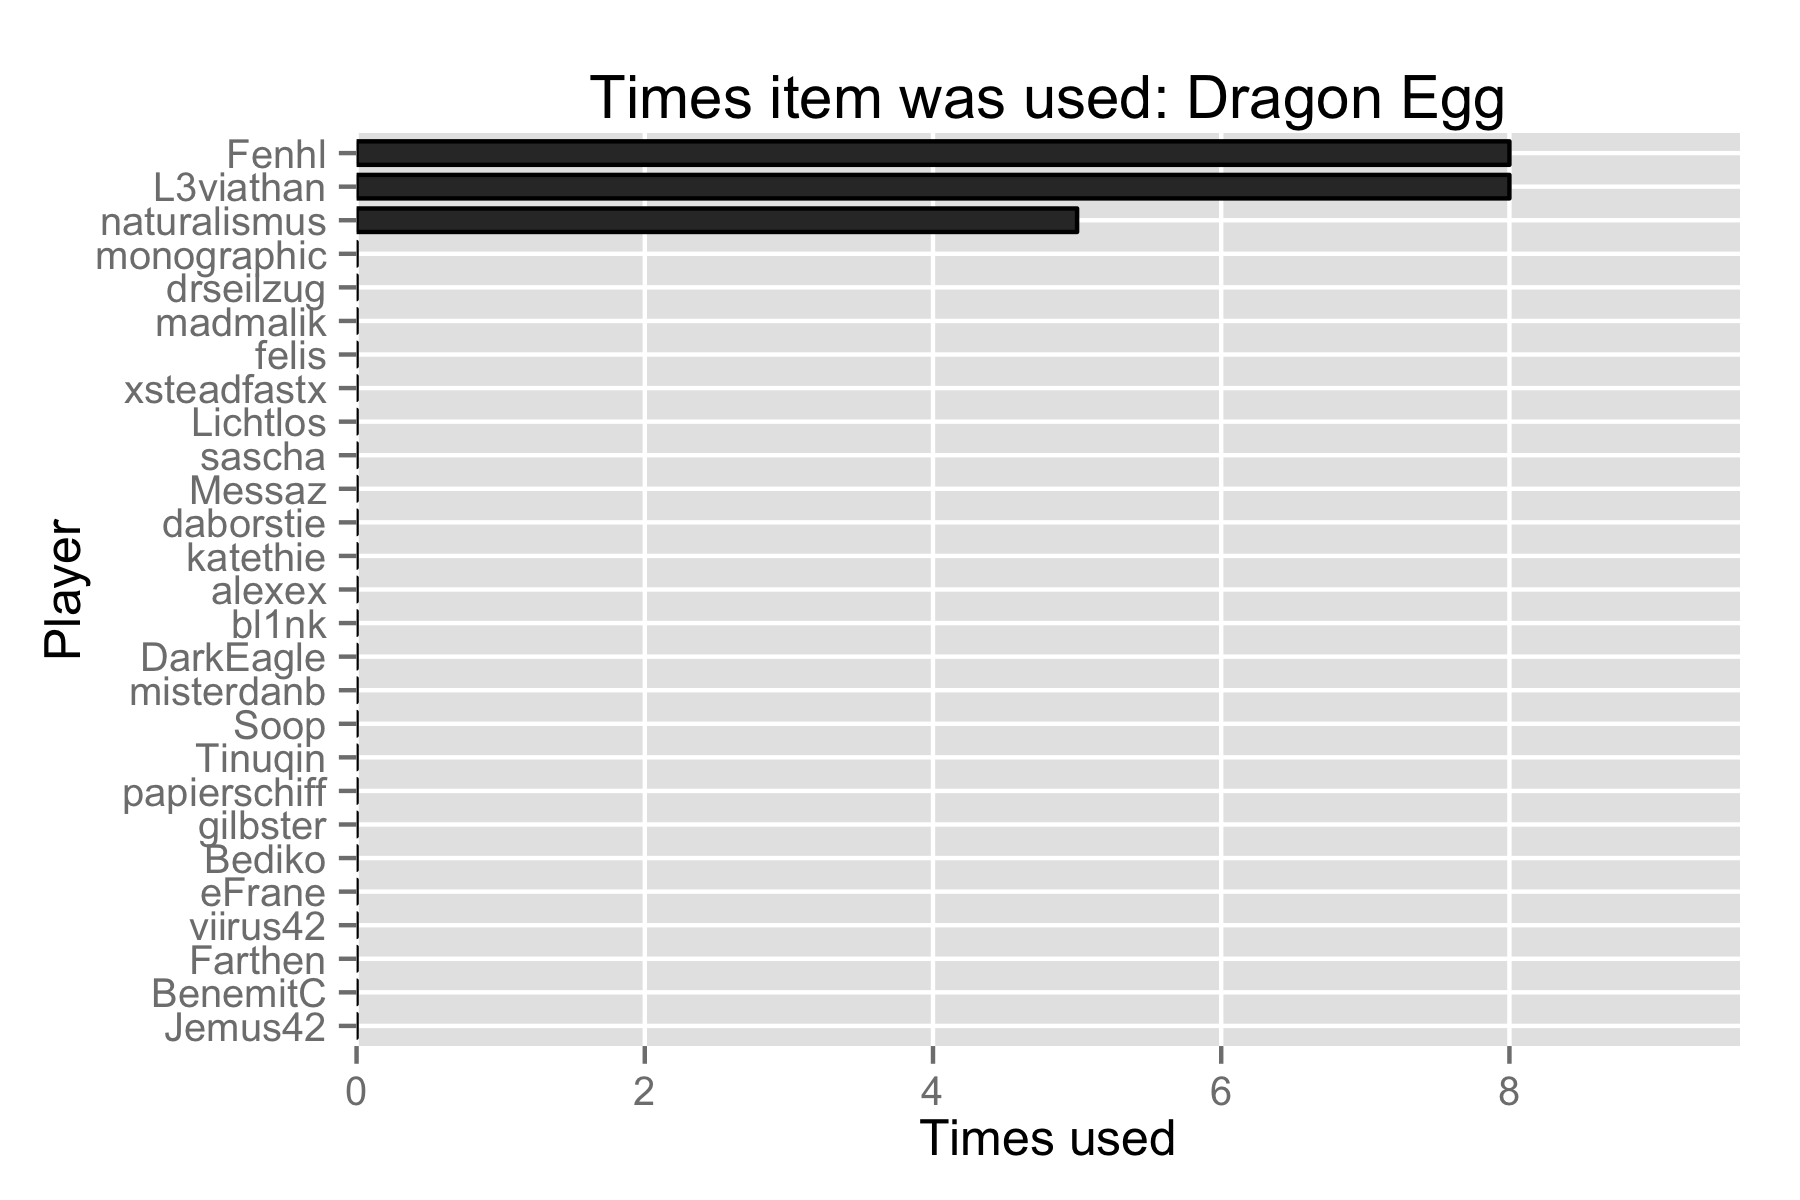 Times item was used: Dragon Egg
Fenhl
L3viathan
naturalismus
monographic
drseilzug
madmalik
felis
xsteadfastx
Lichtlos
sascha
Messaz
daborstie
katethie
alexex
bl1nk
DarkEagle
misterdanb
Soop
Tinuqin
papierschiff
gilbster
Bediko
eFrane
viirus42
Farthen
BenemitC
Jemus42
Player
0 2 4 6 8
Times used